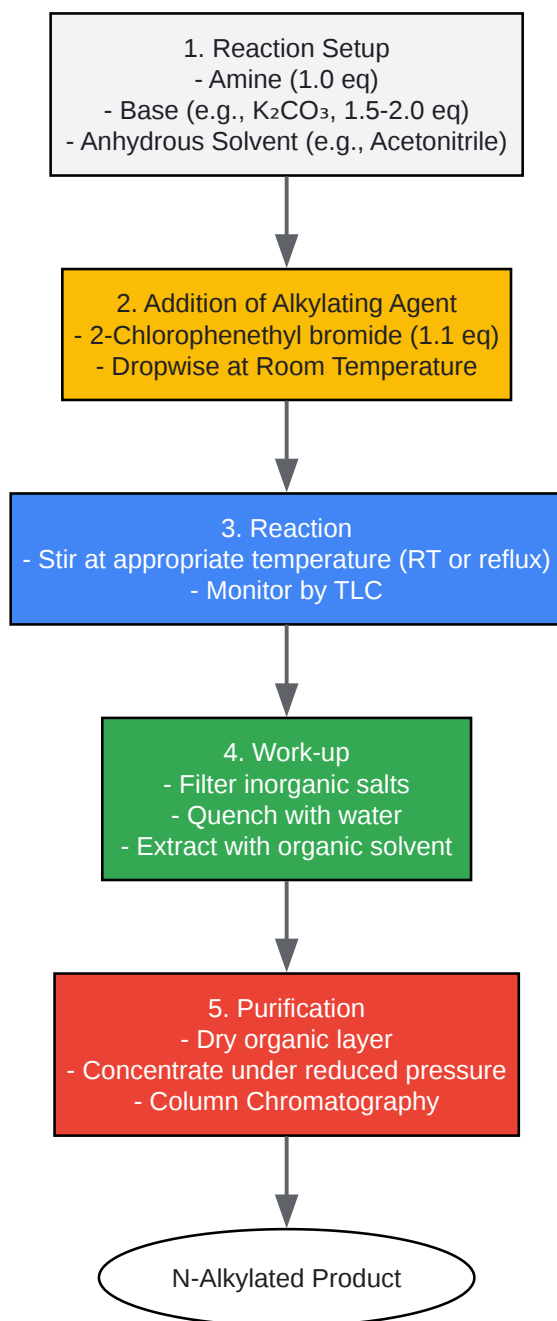 1. Reaction Setup
- Amine (1.0 eq)
- Base (e.g., K₂CO₃, 1.5-2.0 eq)
- Anhydrous Solvent (e.g., Acetonitrile)
2. Addition of Alkylating Agent
- 2-Chlorophenethyl bromide (1.1 eq)
- Dropwise at Room Temperature
3. Reaction
- Stir at appropriate temperature (RT or reflux)
- Monitor by TLC
4. Work-up
- Filter inorganic salts
- Quench with water
- Extract with organic solvent
5. Purification
- Dry organic layer
- Concentrate under reduced pressure
- Column Chromatography
N-Alkylated Product